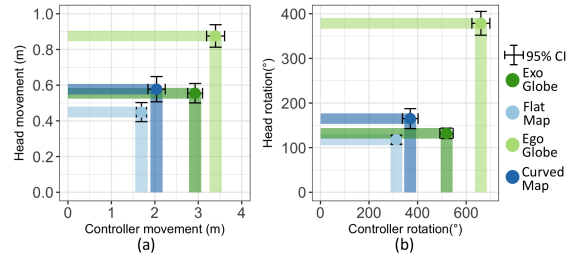 1.0
0.8
0.6
0.4
0.2
0.0
Head movement (m)
0 1 2 3 4
Controller movement (m)
(a)
400
300
200
100
0
Head rotation(°)
0 200 400 600
Controller rotation(°)
(b)
95% CI
Exo
Globe
Flat
Map
Ego
Globe
Curved
Map